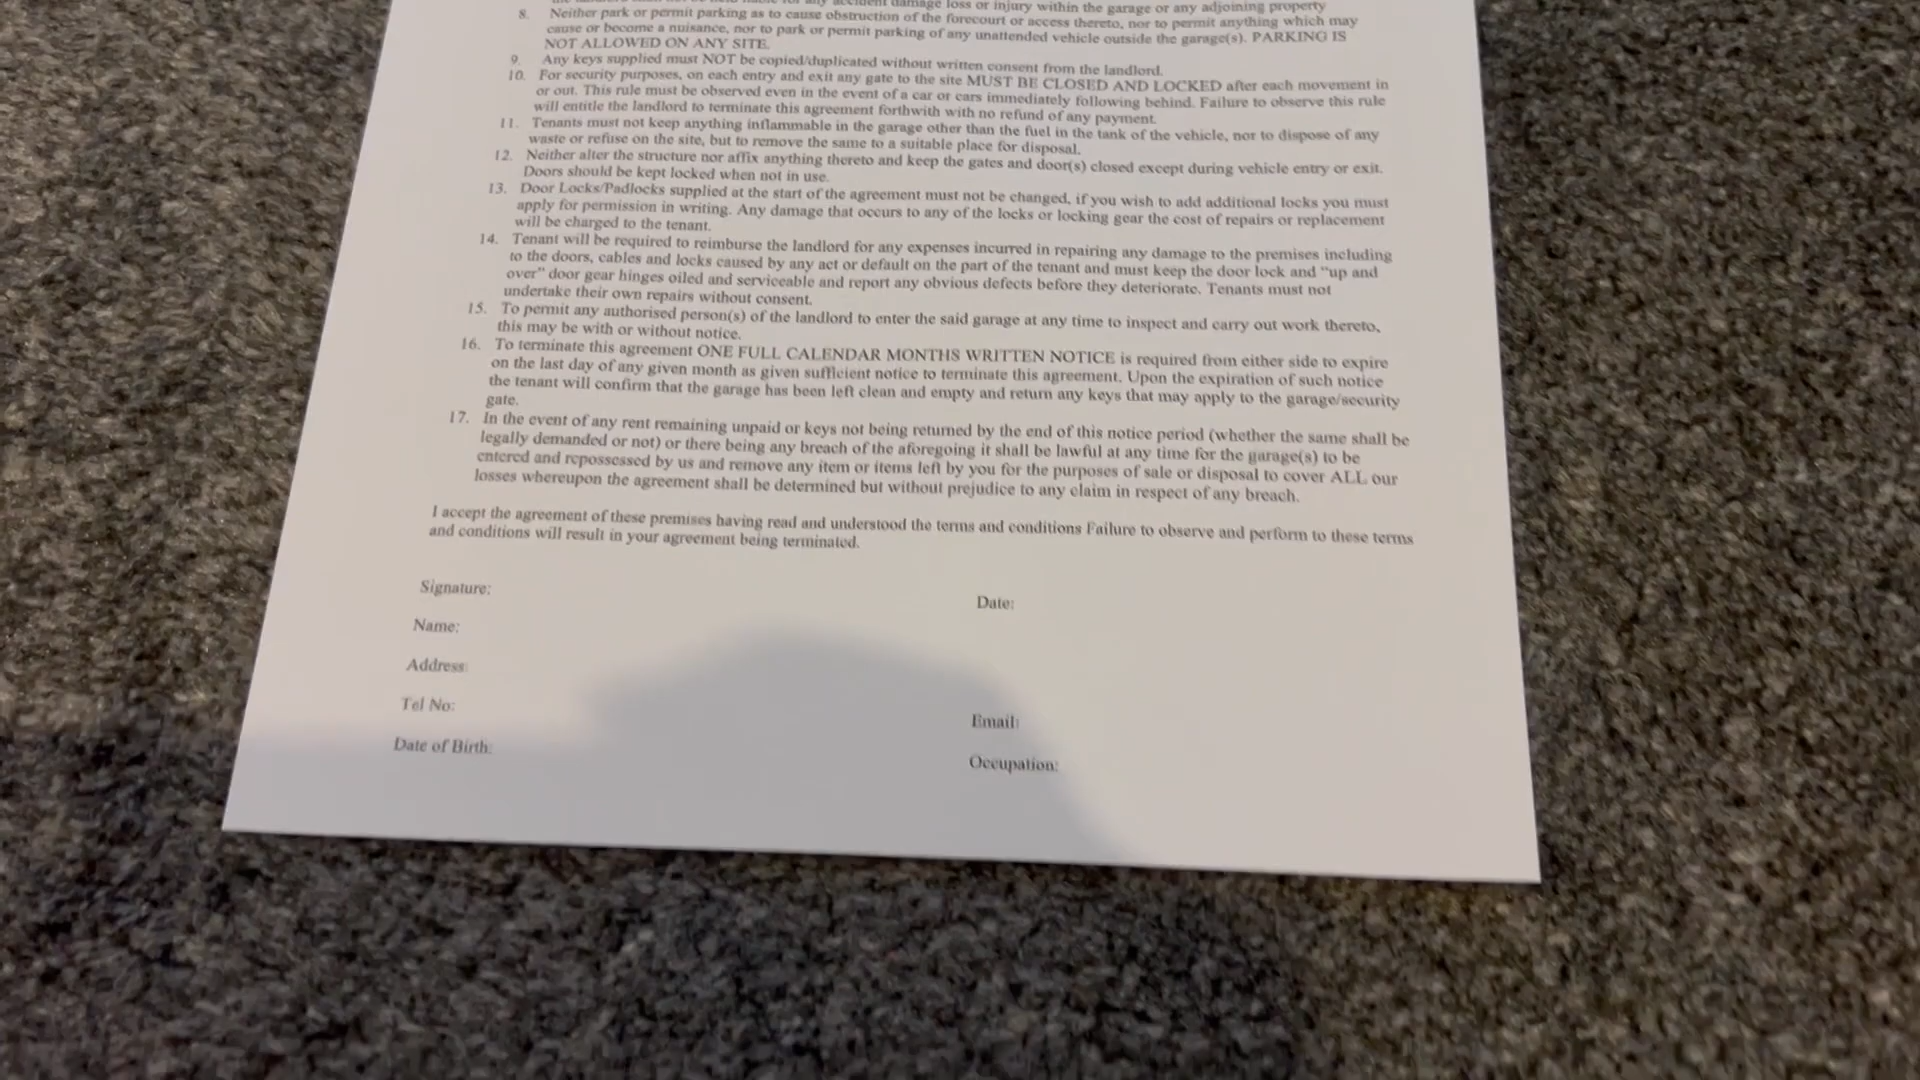 any accident damage loss or injury within the garage or any adjoining property
8. Neither park or permit parking as to cause obstruction of the forecourt or access thereto, nor to permit anything which may
cause or become a nuisance, nor to park or permit parking of any unattended vehicle outside the garage(s). PARKING IS
NOT ALLOWED ON ANY SITE.
9. Any keys supplied must NOT be copied/duplicated without written consent from the landlord.
10. For security purposes, on each entry and exit any gate to the site MUST BE CLOSED AND LOCKED after each movement in
or out. This rule must be observed even in the event of a car or cars immediately following behind. Failure to observe this rule
will entitle the landlord to terminate this agreement forthwith with no refund of any payment.
11. Tenants must not keep anything inflammable in the garage other than the fuel in the tank of the vehicle, nor to dispose of any
waste or refuse on the site, but to remove the same to a suitable place for disposal.
12. Neither alter the structure nor affix anything thereto and keep the gates and door(s) closed except during vehicle entry or exit.
Doors should be kept locked when not in use.
13. Door Locks/Padlocks supplied at the start of the agreement must not be changed, if you wish to add additional locks you must
apply for permission in writing. Any damage that occurs to any of the locks or locking gear the cost of repairs or replacement
will be charged to the tenant.
14. Tenant will be required to reimburse the landlord for any expenses incurred in repairing any damage to the premises including
to the doors, cables and locks caused by any act or default on the part of the tenant and must keep the door lock and "up and
over" door gear hinges oiled and serviceable and report any obvious defects before they deteriorate. Tenants must not
undertake their own repairs without consent.
15. To permit any authorised person(s) of the landlord to enter the said garage at any time to inspect and carry out work thereto,
this may be with or without notice.
16. To terminate this agreement ONE FULL CALENDAR MONTHS WRITTEN NOTICE is required from either side to expire
on the last day of any given month as given sufficient notice to terminate this agreement. Upon the expiration of such notice
the tenant will confirm that the garage has been left clean and empty and return any keys that may apply to the garage/security
gate.
17. In the event of any rent remaining unpaid or keys not being returned by the end of this notice period (whether the same shall be
legally demanded or not) or there being any breach of the aforegoing it shall be lawful at any time for the garage(s) to be
entered and repossessed by us and remove any item or items left by you for the purposes of sale or disposal to cover ALL our
losses whereupon the agreement shall be determined but without prejudice to any claim in respect of any breach.
I accept the agreement of these premises having read and understood the terms and conditions Failure to observe and perform to these terms
and conditions will result in your agreement being terminated.
Signature:
Date:
Name:
Address:
Tel No:
Email:
Date of Birth:
Occupation: